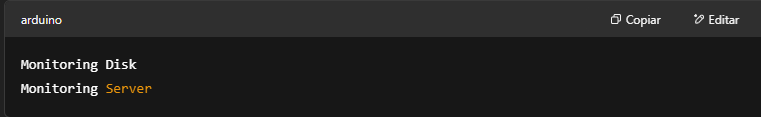 arduino Copiar Editar
Monitoring Disk
Monitoring Server